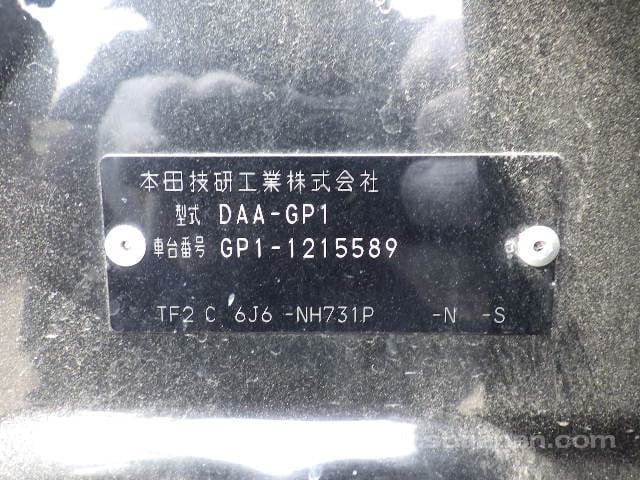 本田技研工業株式会社
型式 DAA-GP1
車台番号 GP1-1215589
TF2 C 6J6 -NH731P -N -S